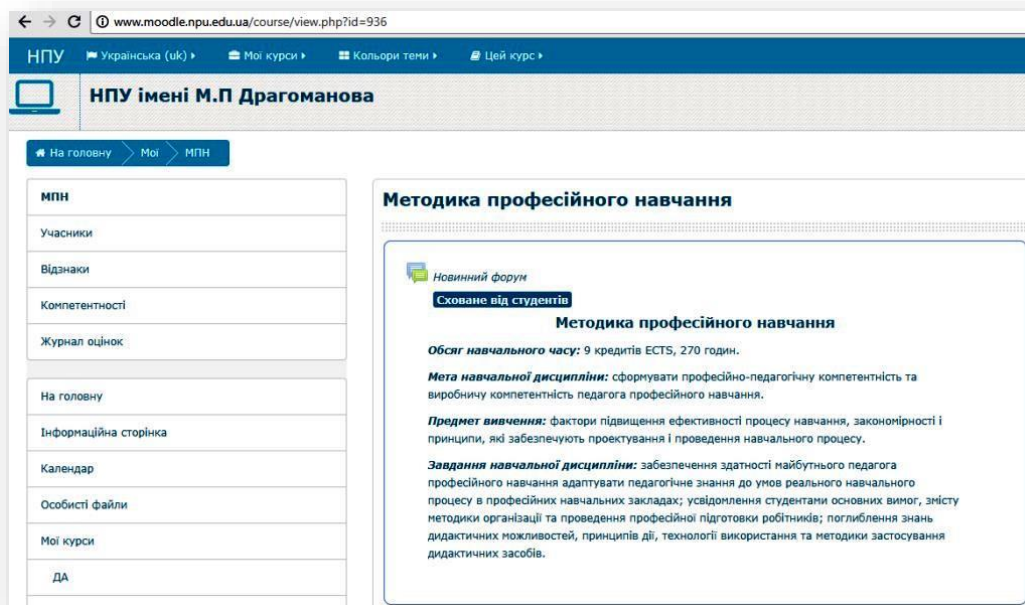 www.moodle.npu.edu.ua/course/view.php?id=936
НПУ Українська (uk) Мої курси Кольори теми Цей курс
НПУ імені М.П Драгоманова
На головну Мої МПН
МПН
Учасники
Відзнаки
Компетентності
Журнал оцінок
На головну
Інформаційна сторінка
Календар
Особисті файли
Мої курси
ДА
Методика професійного навчання
Новинний форум
Сховане від студентів
Методика професійного навчання
Обсяг навчального часу: 9 кредитів ECTS, 270 годин.
Мета навчальної дисципліни: сформувати професійно-педагогічну компетентність та
виробничу компетентність педагога професійного навчання.
Предмет вивчення: фактори підвищення ефективності процесу навчання, закономірності і
принципи, які забезпечують проектування і проведення навчального процесу.
Завдання навчальної дисципліни: забезпечення здатності майбутнього педагога
професійного навчання адаптувати педагогічне знання до умов реального навчального
процесу в професійних навчальних закладах; усвідомлення студентами основних вимог, змісту
методики організації та проведення професійної підготовки робітників; поглиблення знань
дидактичних можливостей, принципів дії, технології використання та методики застосування
дидактичних засобів.